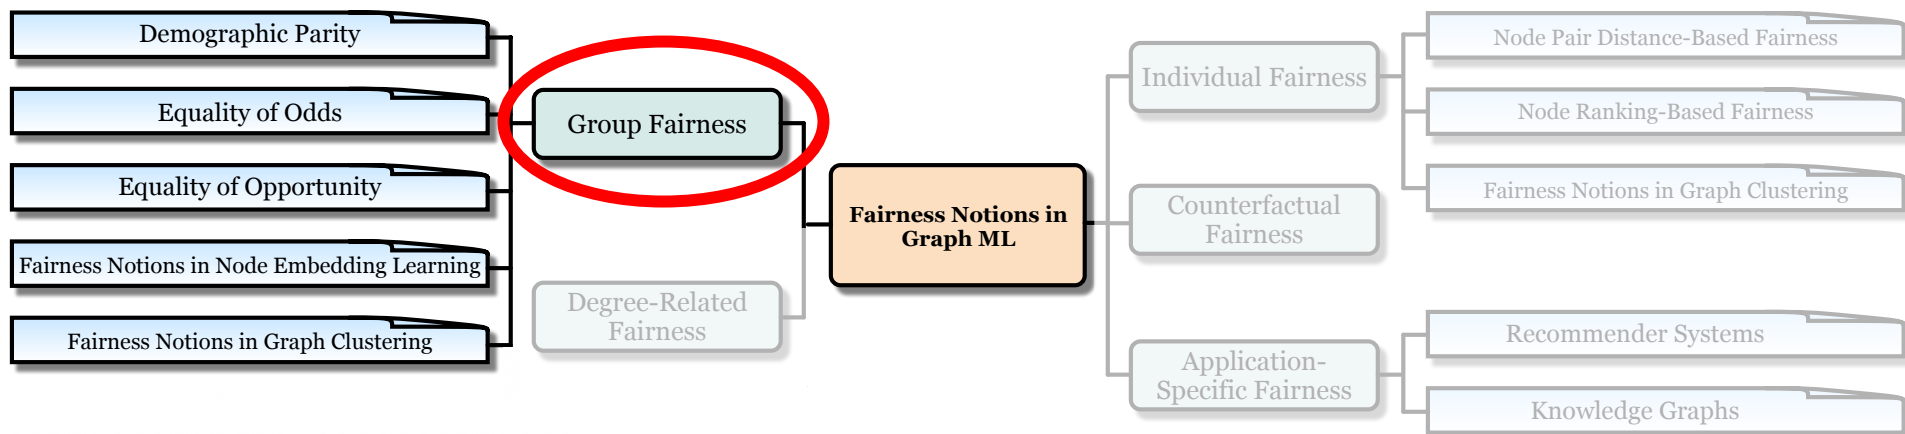 Demographic Parity
Equality of Odds
Equality of Opportunity
Fairness Notions in Node Embedding Learning
Fairness Notions in Graph Clustering
Group Fairness
Degree-Related
Fairness
Fairness Notions in
Graph ML
Individual Fairness
Counterfactual
Fairness
Application-
Specific Fairness
Node Pair Distance-Based Fairness
Node Ranking-Based Fairness
Fairness Notions in Graph Clustering
Recommender Systems
Knowledge Graphs